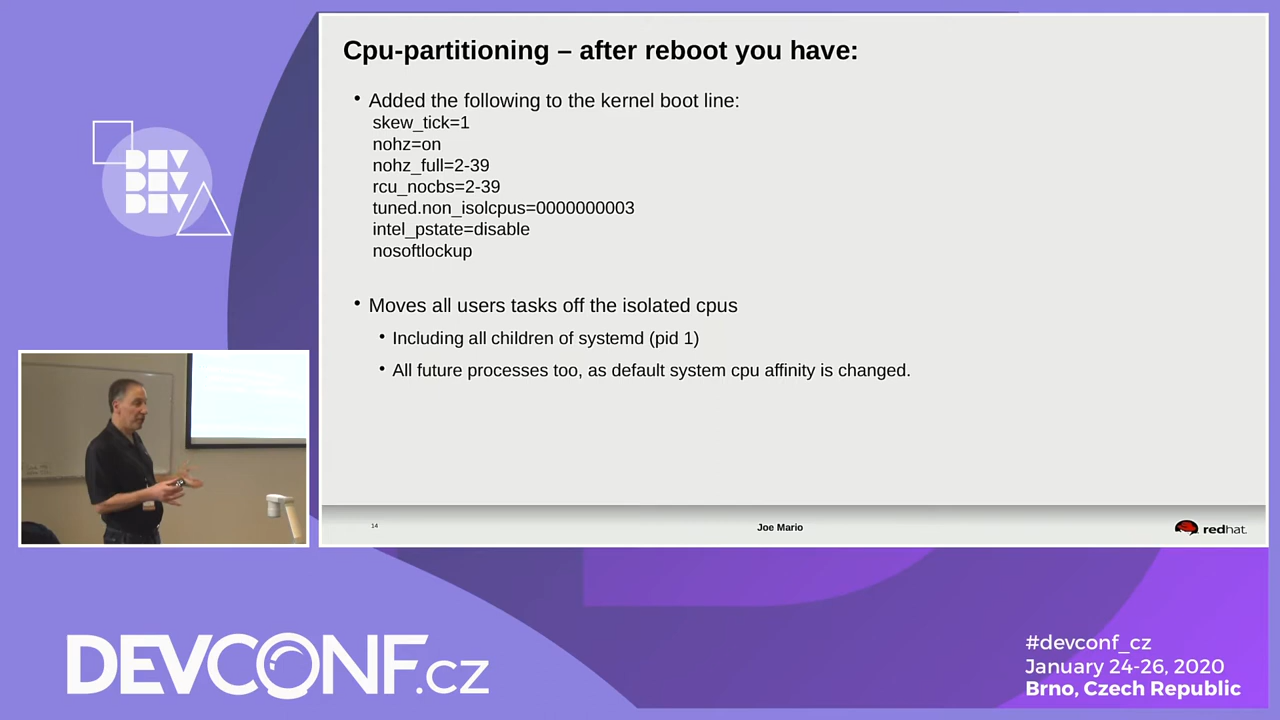 Cpu-partitioning – after reboot you have:
• Added the following to the kernel boot line:
skew_tick=1
nohz=on
nohz_full=2-39
rcu_nocbs=2-39
tuned.non_isolcpus=0000000003
intel_pstate=disable
nosoftlockup
• Moves all users tasks off the isolated cpus
• Including all children of systemd (pid 1)
• All future processes too, as default system cpu affinity is changed.
14
Joe Mario
redhat.
DEV
DEV
DEV
DEVCONF.cz
#devconf_cz
January 24-26, 2020
Brno, Czech Republic